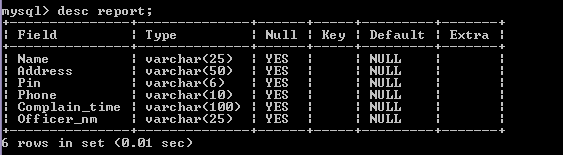 mysql> desc report;
+---------------+--------------+------+-----+---------+-------+
| Field         | Type         | Null | Key | Default | Extra |
+---------------+--------------+------+-----+---------+-------+
| Name          | varchar(25)  | YES  |     | NULL    |       |
| Address       | varchar(50)  | YES  |     | NULL    |       |
| Pin           | varchar(6)   | YES  |     | NULL    |       |
| Phone         | varchar(10)  | YES  |     | NULL    |       |
| Complain_time | varchar(100) | YES  |     | NULL    |       |
| Officer_nm    | varchar(25)  | YES  |     | NULL    |       |
+---------------+--------------+------+-----+---------+-------+
6 rows in set (0.01 sec)